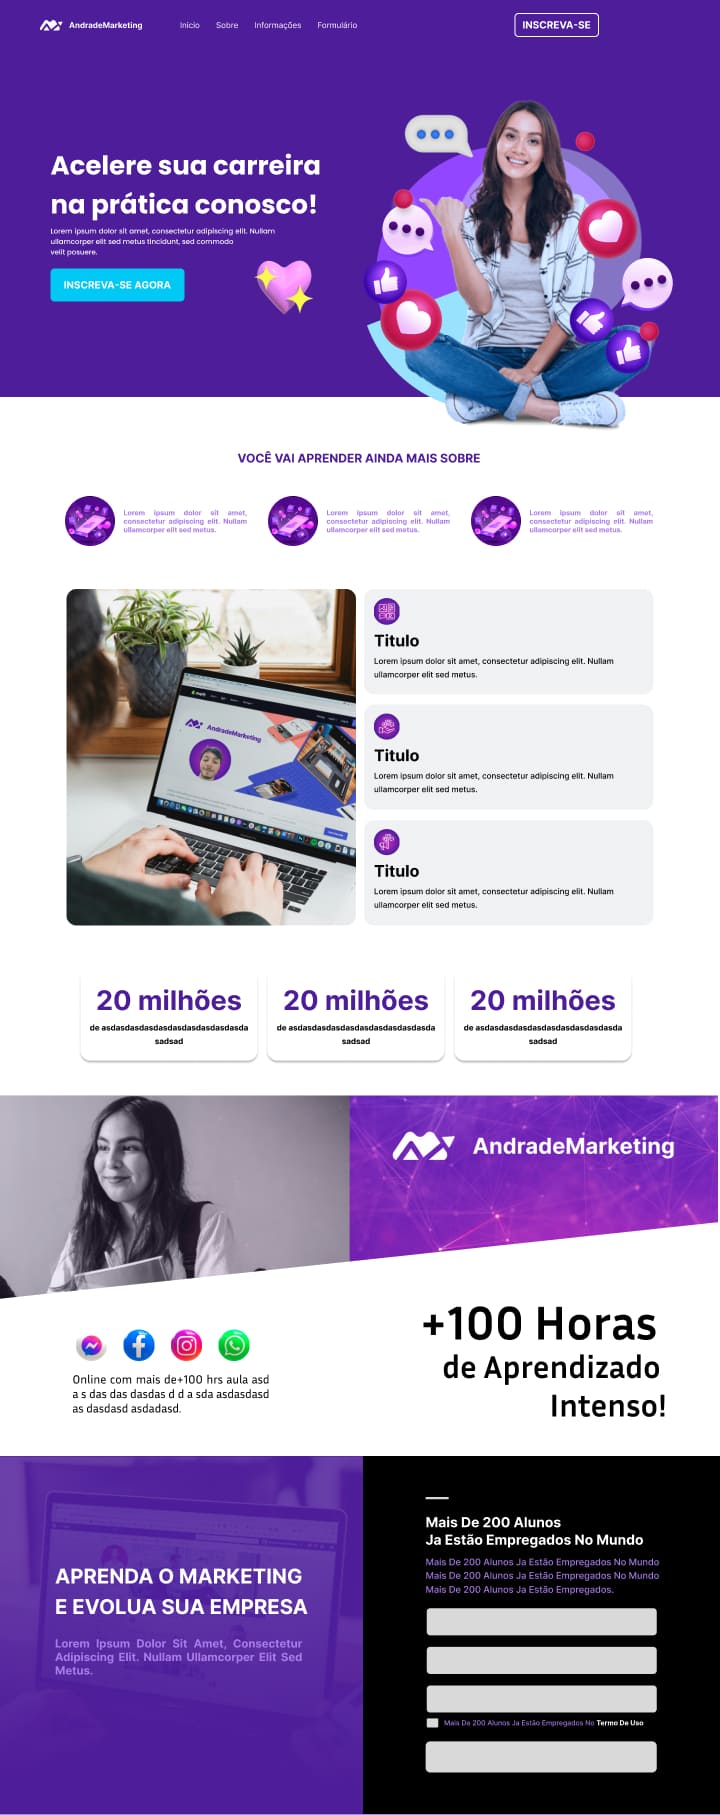 AndradeMarketing
Início
Sobre
Informações
Formulário
INSCREVA-SE
Acelere sua carreira
na prática conosco!
Lorem ipsum dolor sit amet, consectetur adipiscing elit. Nunc
ullamcorper elit sed metus tincidunt, sed commodo
velit posuere.
INSCREVA-SE AGORA
VOCÊ VAI APRENDER AINDA MAIS SOBRE
Lorem ipsum dolor sit amet,
consectetur adipiscing elit. Nullam
ullamcorper elit sed metus.
Lorem ipsum dolor sit amet,
consectetur adipiscing elit. Nullam
ullamcorper elit sed metus.
Lorem ipsum dolor sit amet,
consectetur adipiscing elit. Nullam
ullamcorper elit sed metus.
AndradeMarketing
Titulo
Lorem ipsum dolor sit amet, consectetur adipiscing elit. Nullam
ullamcorper elit sed metus.
Titulo
Lorem ipsum dolor sit amet, consectetur adipiscing elit. Nullam
ullamcorper elit sed metus.
Titulo
Lorem ipsum dolor sit amet, consectetur adipiscing elit. Nullam
ullamcorper elit sed metus.
20 milhões
de asdasdasdasdasdasdasdasdasdasda
sadsad
20 milhões
de asdasdasdasdasdasdasdasdasdasda
sadsad
20 milhões
de asdasdasdasdasdasdasdasdasdasda
sadsad
AndradeMarketing
+100 Horas
de Aprendizado
Intenso!
Online com mais de+100 hrs aula asd
a s das das dasdas d d a sda asdasdasd
as dasdasd asdadasd.
APRENDA O MARKETING
E EVOLUA SUA EMPRESA
Lorem Ipsum Dolor Sit Amet, Consectetur
Adipiscing Elit. Nullam Ullamcorper Elit Sed
Metus.
Mais De 200 Alunos
Ja Estão Empregados No Mundo
Mais De 200 Alunos Ja Estão Empregados No Mundo
Mais De 200 Alunos Ja Estão Empregados No Mundo
Mais De 200 Alunos Ja Estão Empregados.
Mais De 200 Alunos Ja Estão Empregados No Termo De Uso